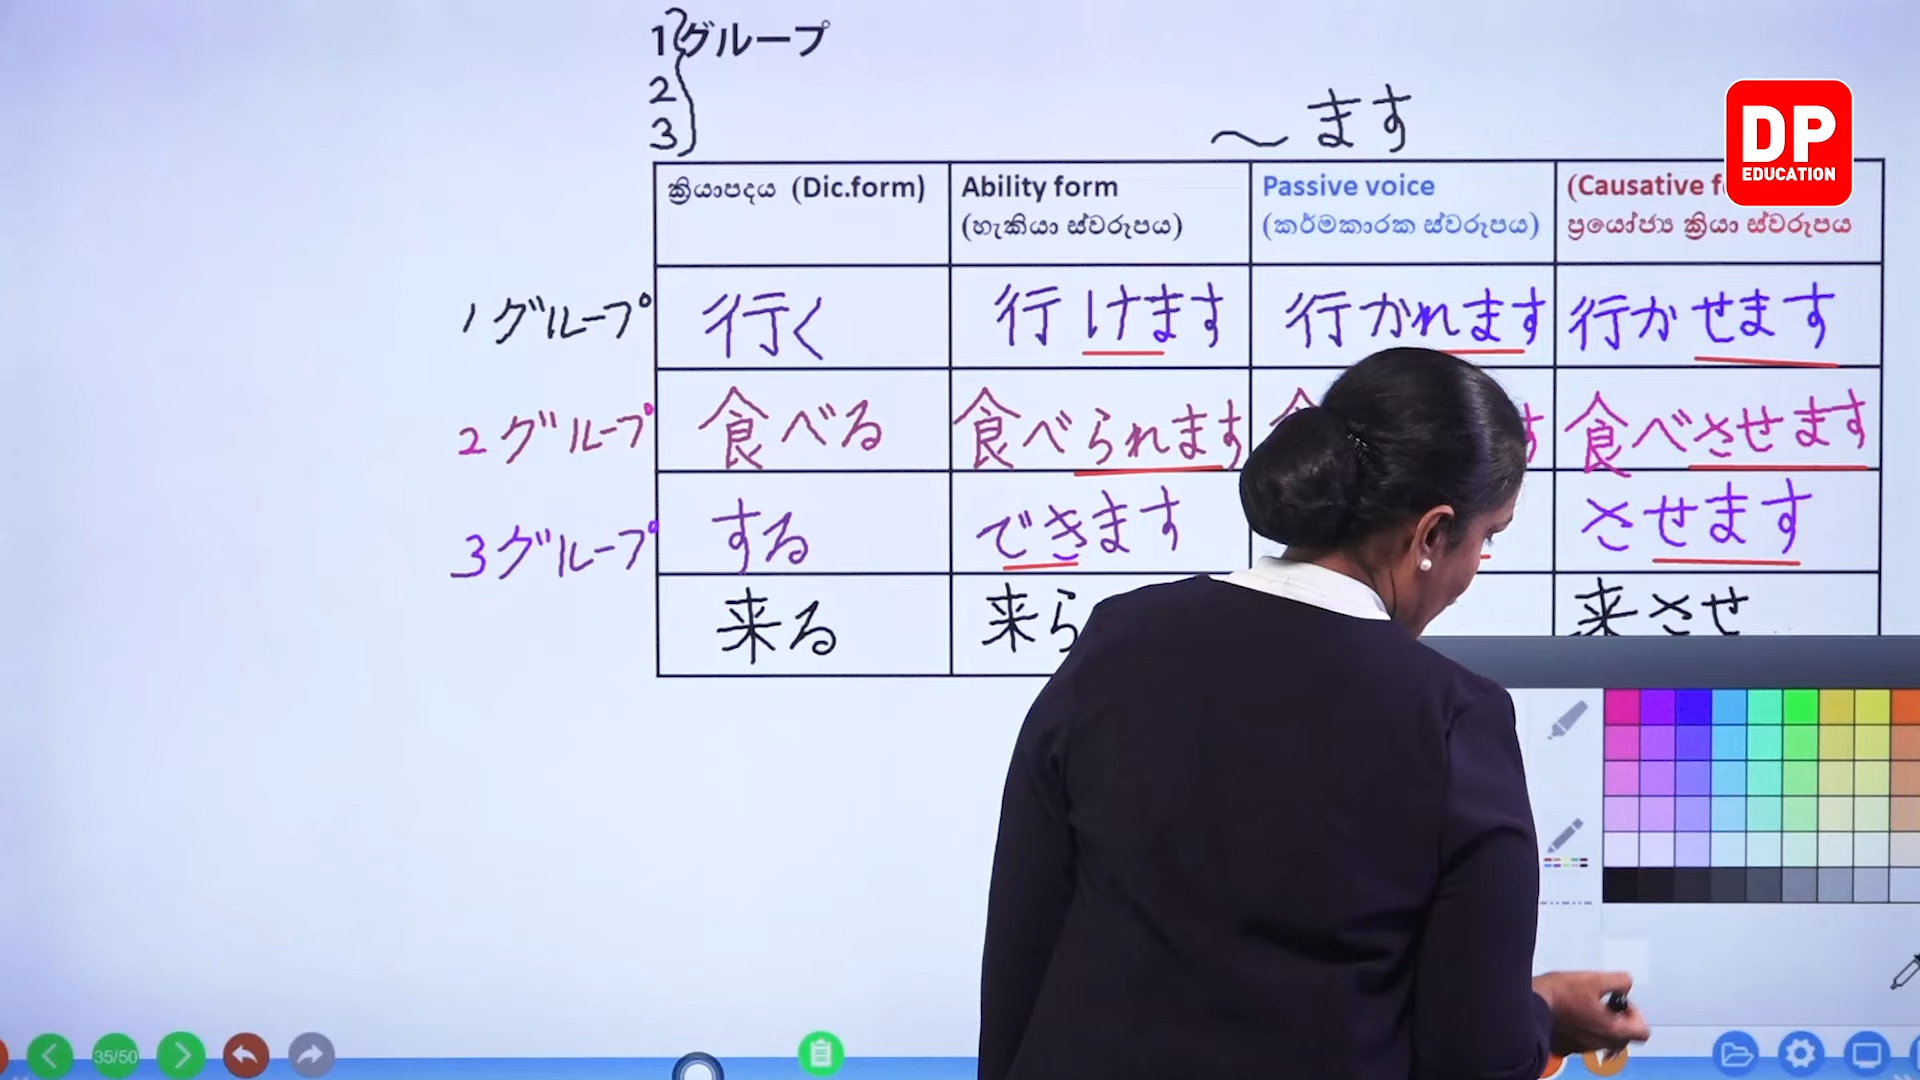 1グループ
2
3
～ます
DP
EDUCATION
ක්‍රියාපදය (Dic.form)
Ability form
(හැකියා ස්වරූපය)
Passive voice
(කර්මකාරක ස්වරූපය)
(Causative f
ප්‍රයෝජ්‍ය ක්‍රියා ස්වරූපය
1グループ 行く 行けます 行かれます 行かせます
2グループ 食べる 食べられます す 食べさせます
3グループ する できます させます
来る 来ら 来させ
35/50